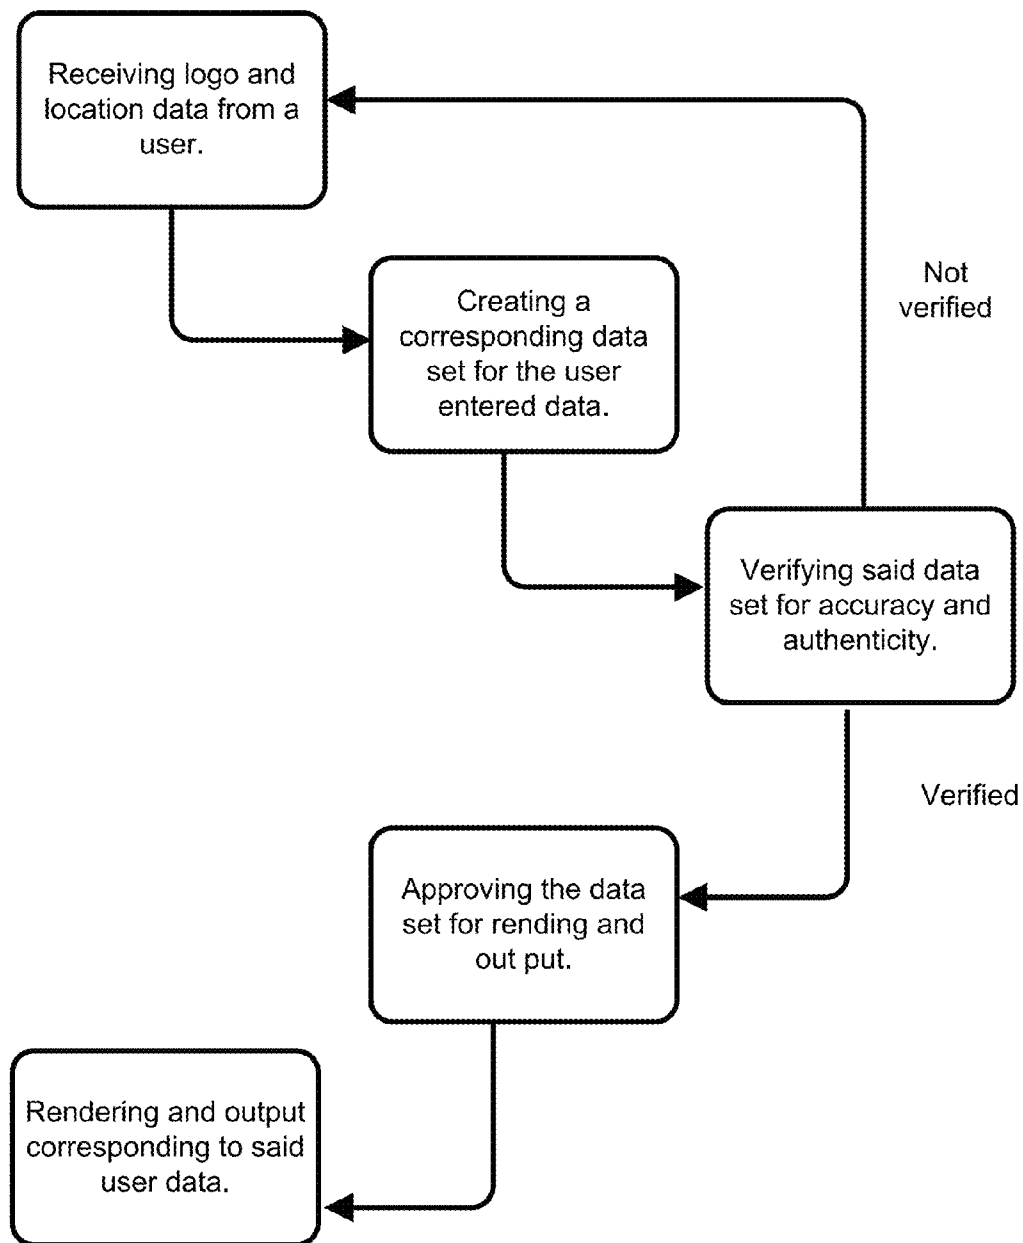 Receiving logo and
location data from a
user.
Creating a
corresponding data
set for the user
entered data.
Not
verified
Verifying said data
set for accuracy and
authenticity.
Verified
Approving the data
set for rending and
out put.
Rendering and output
corresponding to said
user data.